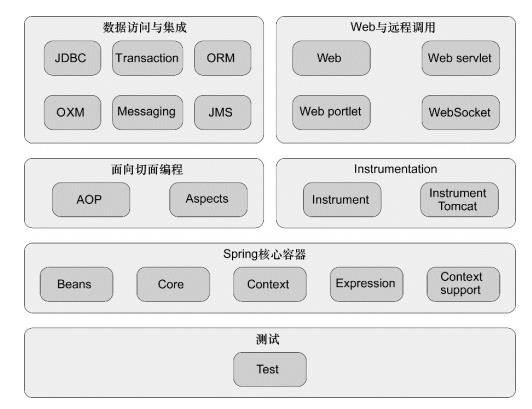 数据访问与集成
JDBC
Transaction
ORM
OXM
Messaging
JMS
Web与远程调用
Web
Web servlet
Web portlet
WebSocket
面向切面编程
AOP
Aspects
Instrumentation
Instrument
Instrument
Tomcat
Spring核心容器
Beans
Core
Context
Expression
Context
support
测试
Test